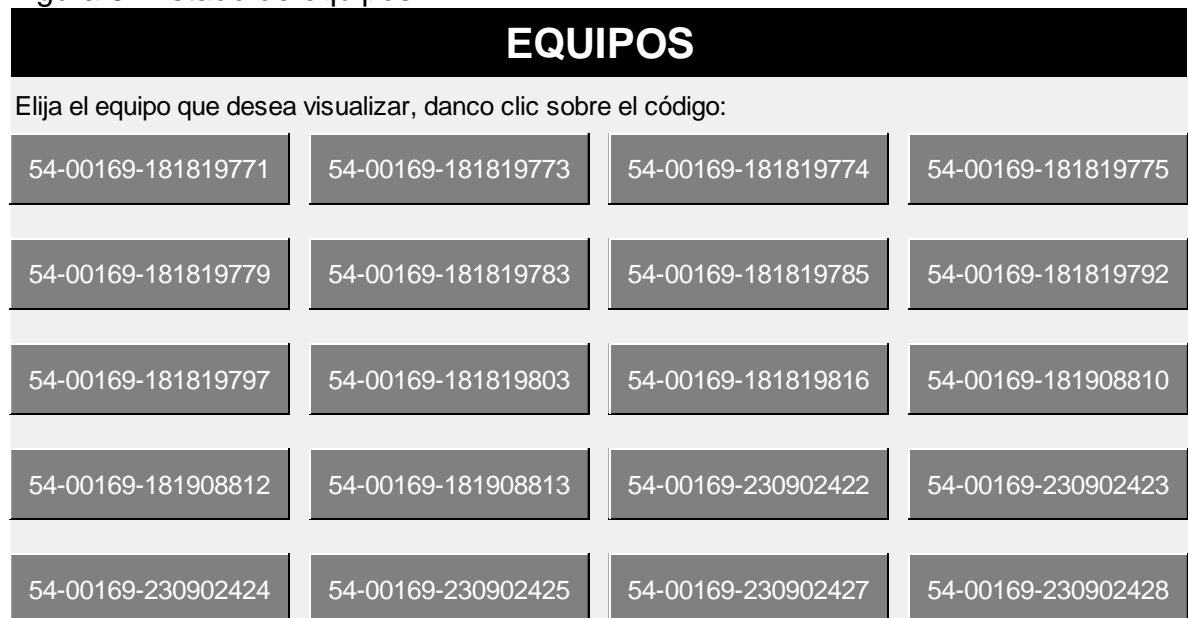 EQUIPOS
Elija el equipo que desea visualizar, danco clic sobre el código:
54-00169-181819771 54-00169-181819773 54-00169-181819774 54-00169-181819775
54-00169-181819779 54-00169-181819783 54-00169-181819785 54-00169-181819792
54-00169-181819797 54-00169-181819803 54-00169-181819816 54-00169-181908810
54-00169-181908812 54-00169-181908813 54-00169-230902422 54-00169-230902423
54-00169-230902424 54-00169-230902425 54-00169-230902427 54-00169-230902428